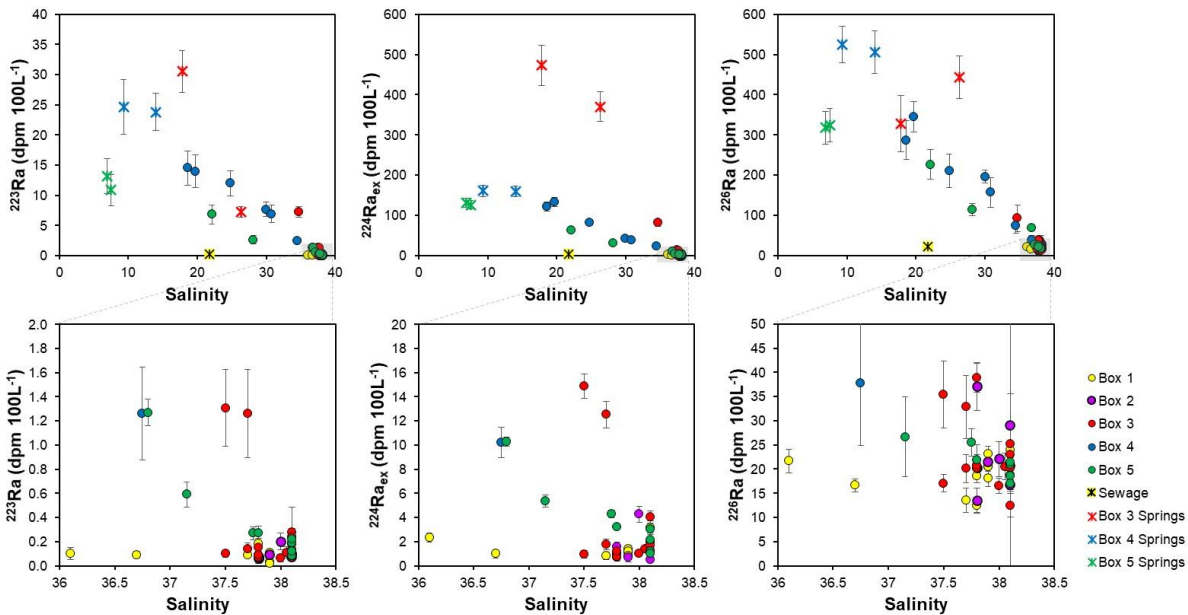 40
35
30
25
20
15
10
5
0
²²³Ra (dpm 100L⁻¹)
0 10 20 30 40
Salinity
600
500
400
300
200
100
0
²²⁴Raₑₓ (dpm 100L⁻¹)
0 10 20 30 40
Salinity
600
400
200
0
²²⁶Ra (dpm 100L⁻¹)
0 10 20 30 40
Salinity
2.0
1.8
1.6
1.4
1.2
1.0
0.8
0.6
0.4
0.2
0.0
²²³Ra (dpm 100L⁻¹)
36 36.5 37 37.5 38 38.5
Salinity
20
18
16
14
12
10
8
6
4
2
0
²²⁴Raₑₓ (dpm 100L⁻¹)
36 36.5 37 37.5 38 38.5
Salinity
50
45
40
35
30
25
20
15
10
5
0
²²⁶Ra (dpm 100L⁻¹)
36 36.5 37 37.5 38 38.5
Salinity
Box 1
Box 2
Box 3
Box 4
Box 5
Sewage
Box 3 Springs
Box 4 Springs
Box 5 Springs